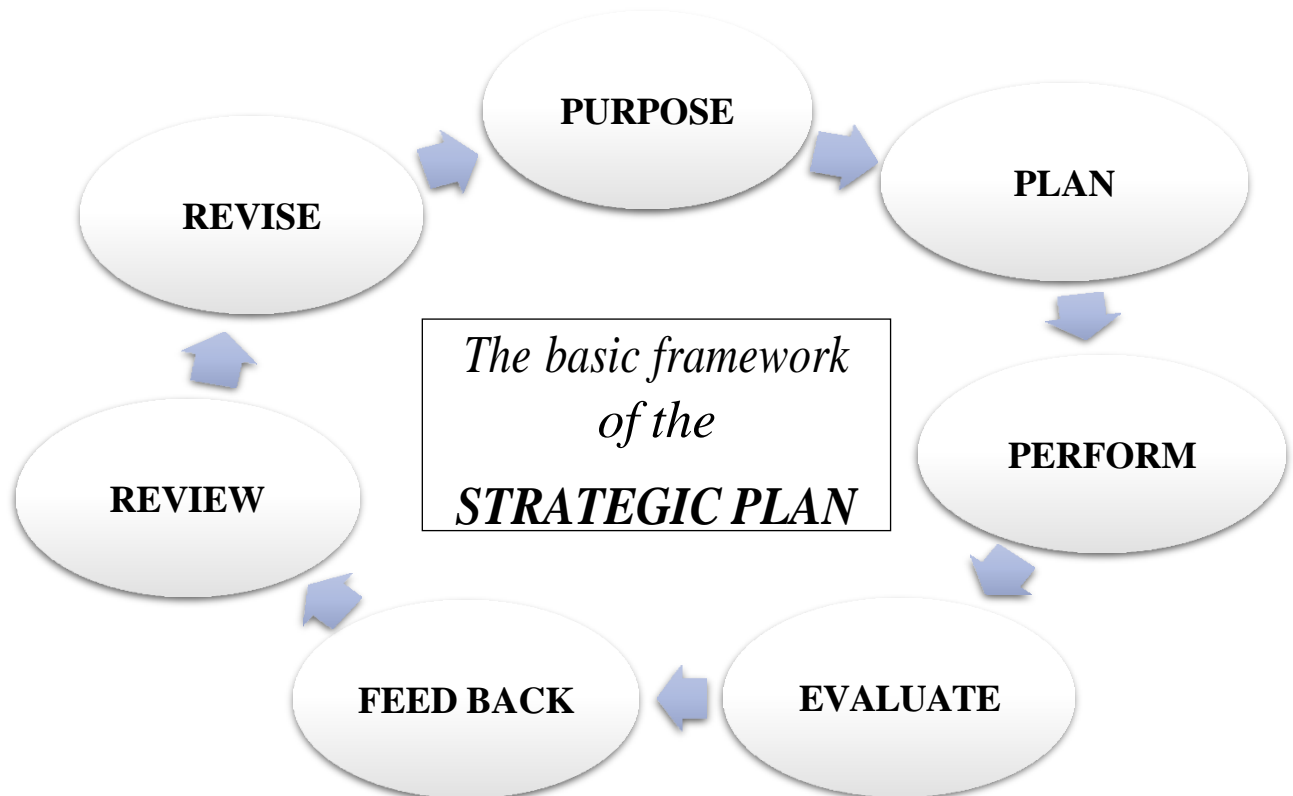 PURPOSE
PLAN
REVISE
The basic framework
of the
STRATEGIC PLAN
PERFORM
REVIEW
FEED BACK
EVALUATE